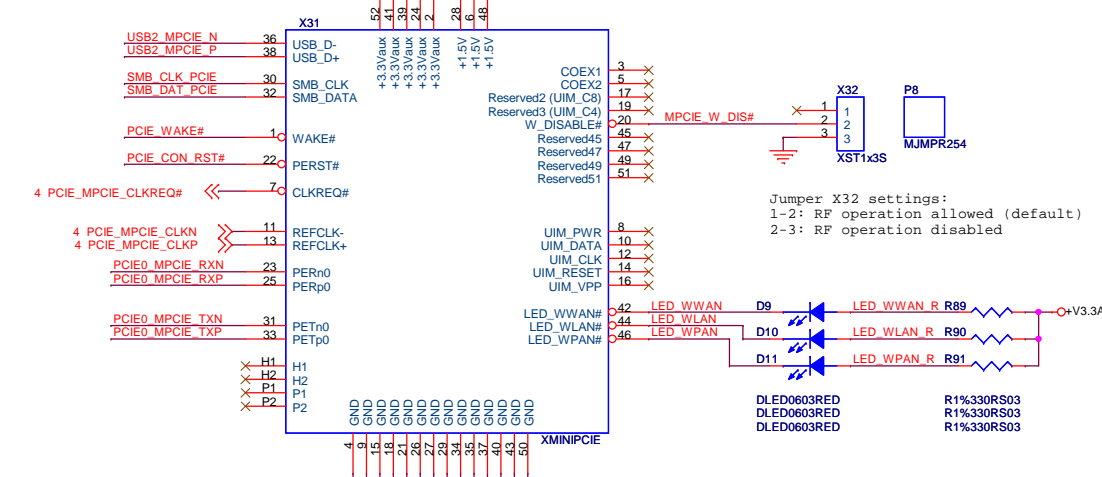 52 41 39 24 2 28 6 48
X31
+3.3Vaux +3.3Vaux +3.3Vaux +3.3Vaux +3.3Vaux +1.5V +1.5V +1.5V
USB2_MPCIE_N 36 USB_D-
USB2_MPCIE_P 38 USB_D+
SMB_CLK_PCIE 30 SMB_CLK
SMB_DAT_PCIE 32 SMB_DATA
PCIE_WAKE# 1 WAKE#
PCIE_CON_RST# 22 PERST#
4 PCIE_MPCIE_CLKREQ# 7 CLKREQ#
4 PCIE_MPCIE_CLKN 11 REFCLK-
4 PCIE_MPCIE_CLKP 13 REFCLK+
PCIE0_MPCIE_RXN 23 PERn0
PCIE0_MPCIE_RXP 25 PERp0
PCIE0_MPCIE_TXN 31 PETn0
PCIE0_MPCIE_TXP 33 PETp0
H1 H1
H2 H2
P1 P1
P2 P2
COEX1 3
COEX2 5
Reserved2 (UIM_C8) 17
Reserved3 (UIM_C4) 19
W_DISABLE# 20 MPCIE_W_DIS#
Reserved45 45
Reserved47 47
Reserved49 49
Reserved51 51
UIM_PWR 8
UIM_DATA 10
UIM_CLK 12
UIM_RESET 14
UIM_VPP 16
LED_WWAN# 42 LED_WWAN D9 LED_WWAN_R R89 +V3.3A
LED_WLAN# 44 LED_WLAN D10 LED_WLAN_R R90
LED_WPAN# 46 LED_WPAN D11 LED_WPAN_R R91
GND GND GND GND GND GND GND GND GND GND GND GND GND GND
4 9 15 18 21 26 27 29 34 35 37 40 43 50
XMINIPCIE
X32
1 1
2 2
3 3
XST1x3S
P8
MJMPR254
Jumper X32 settings:
1-2: RF operation allowed (default)
2-3: RF operation disabled
DLED0603RED R1%330RS03
DLED0603RED R1%330RS03
DLED0603RED R1%330RS03